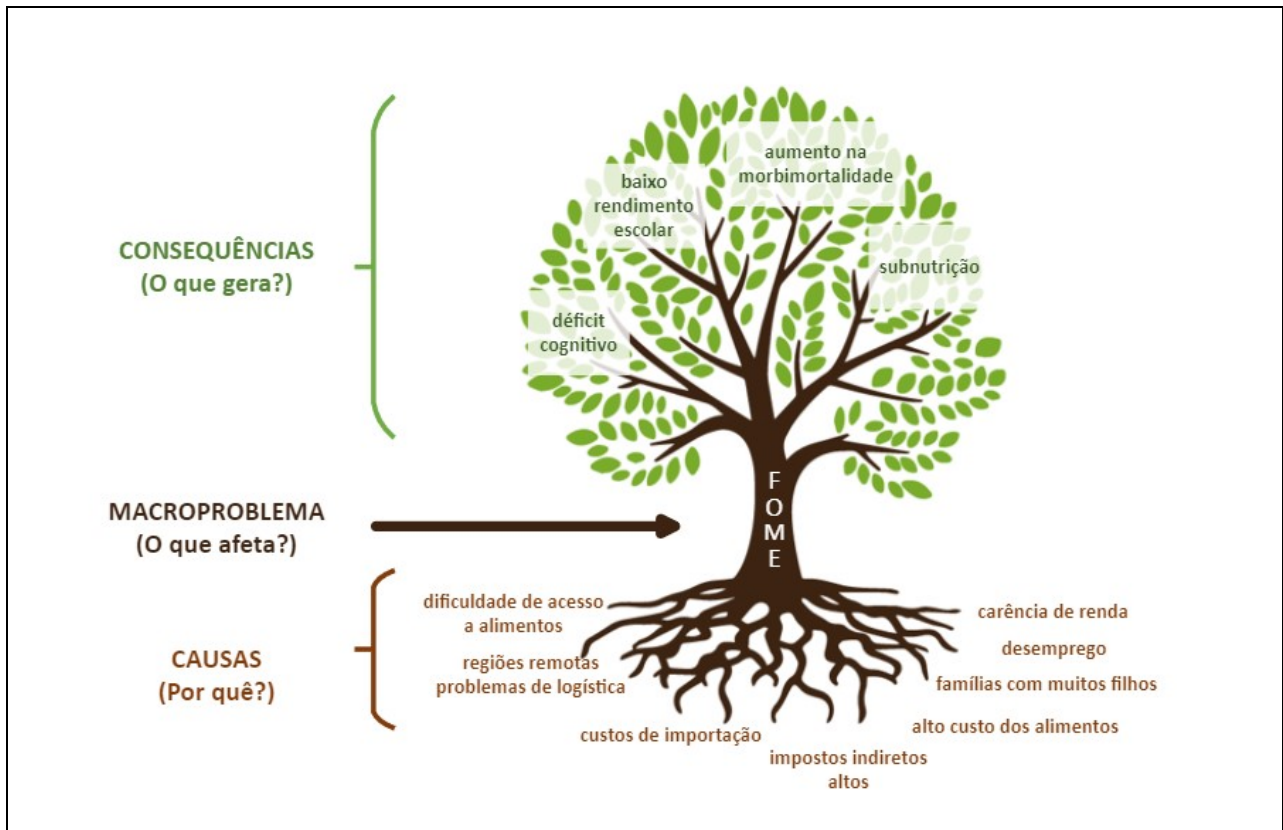 aumento na
morbimortalidade
baixo
rendimento
escolar
CONSEQUÊNCIAS
(O que gera?)
subnutrição
déficit
cognitivo
MACROPROBLEMA
(O que afeta?)
F
O
M
E
CAUSAS
(Por quê?)
dificuldade de acesso
a alimentos
regiões remotas
problemas de logística
custos de importação
impostos indiretos
altos
carência de renda
desemprego
famílias com muitos filhos
alto custo dos alimentos